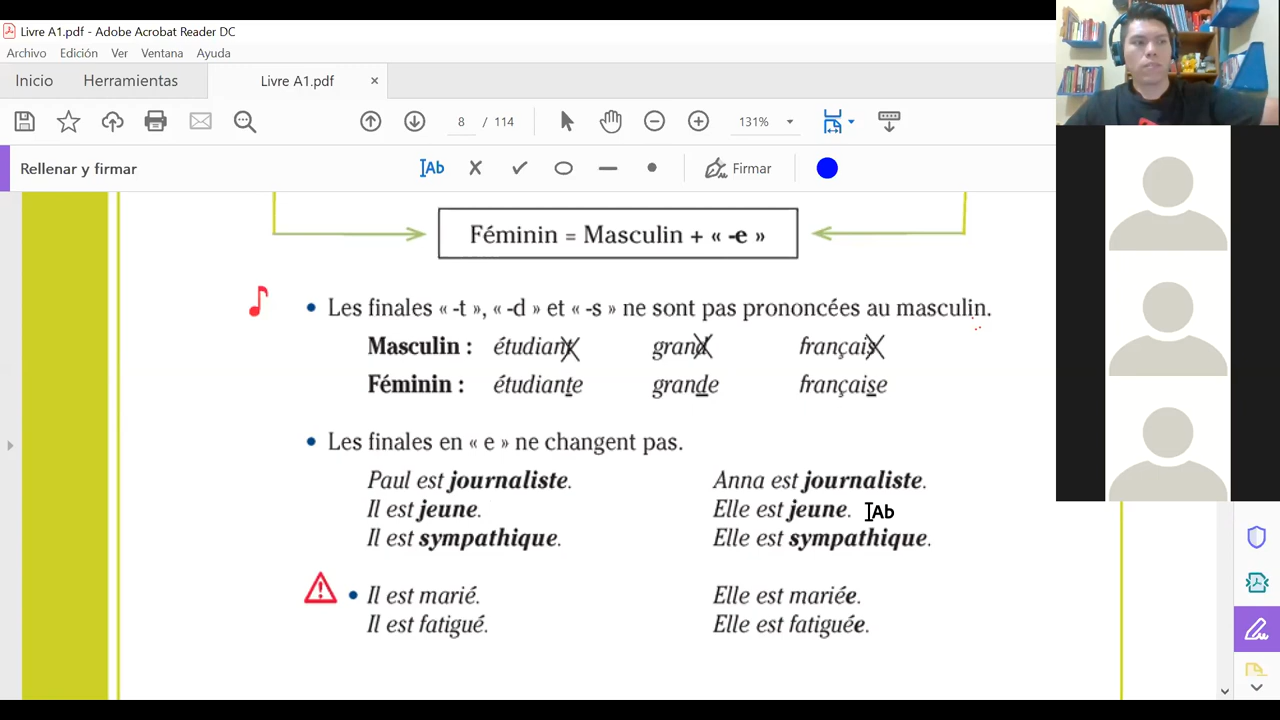 Livre A1.pdf - Adobe Acrobat Reader DC
Archivo Edición Ver Ventana Ayuda
Inicio Herramientas Livre A1.pdf ×
8 / 114 131%
Rellenar y firmar IAb Firmar
Féminin = Masculin + « -e »
• Les finales « -t », « -d » et « -s » ne sont pas prononcées au masculin.
Masculin : étudiant grand français
Féminin : étudiante grande française
• Les finales en « e » ne changent pas.
Paul est journaliste. Anna est journaliste.
Il est jeune. Elle est jeune. IAb
Il est sympathique. Elle est sympathique.
• Il est marié. Elle est mariée.
Il est fatigué. Elle est fatiguée.